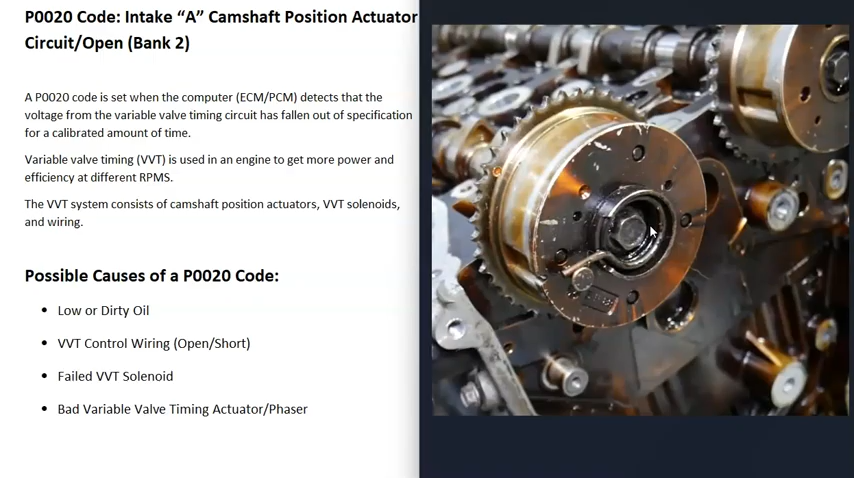 P0020 Code: Intake “A” Camshaft Position Actuator
Circuit/Open (Bank 2)
A P0020 code is set when the computer (ECM/PCM) detects that the
voltage from the variable valve timing circuit has fallen out of specification
for a calibrated amount of time.
Variable valve timing (VVT) is used in an engine to get more power and
efficiency at different RPMS.
The VVT system consists of camshaft position actuators, VVT solenoids,
and wiring.
Possible Causes of a P0020 Code:
• Low or Dirty Oil
• VVT Control Wiring (Open/Short)
• Failed VVT Solenoid
• Bad Variable Valve Timing Actuator/Phaser